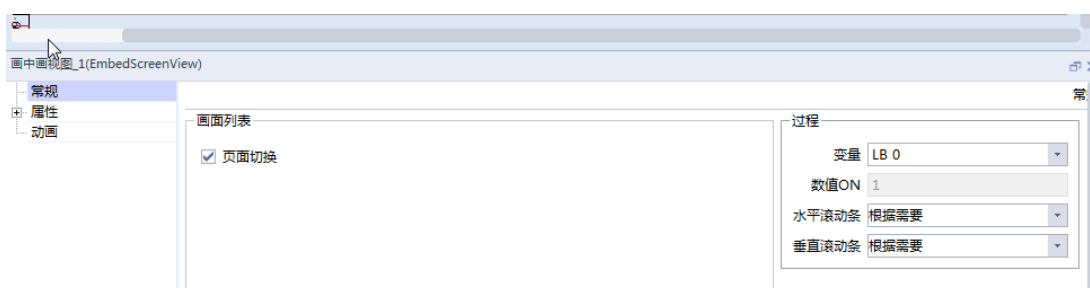 画中画视图_1(EmbedScreenView)
常规
常
属性
动画
画面列表
页面切换
过程
变量 LB 0
数值ON 1
水平滚动条 根据需要
垂直滚动条 根据需要